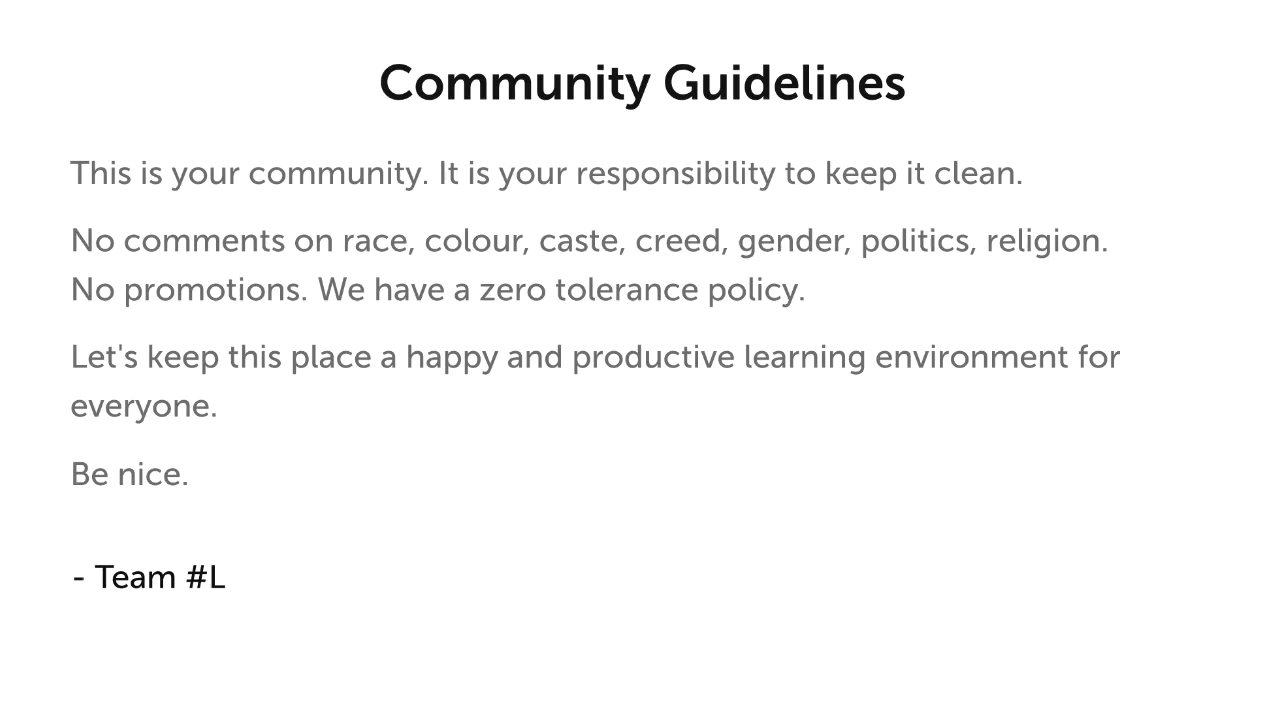 Community Guidelines
This is your community. It is your responsibility to keep it clean.
No comments on race, colour, caste, creed, gender, politics, religion.
No promotions. We have a zero tolerance policy.
Let's keep this place a happy and productive learning environment for
everyone.
Be nice.
- Team #L